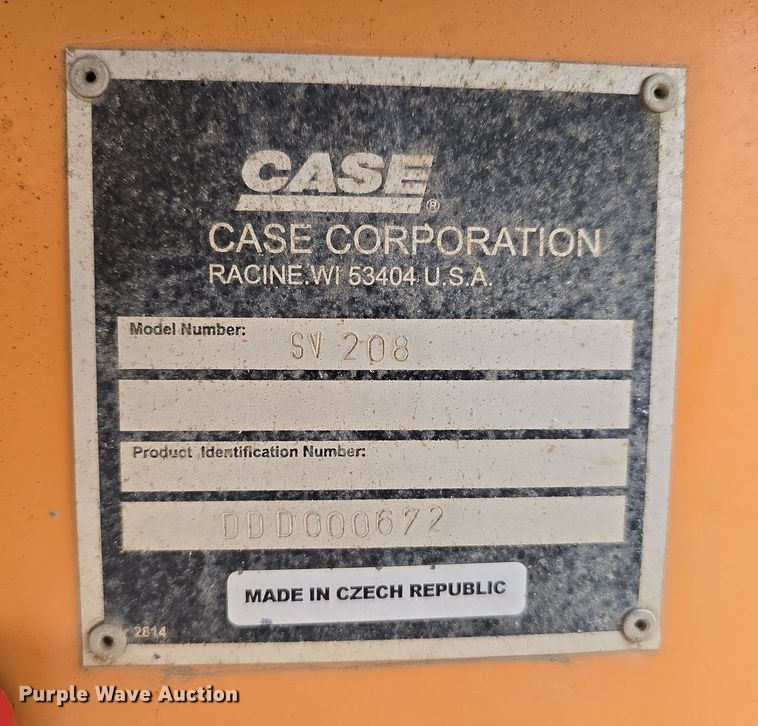 CASE®
CASE CORPORATION
RACINE.WI 53404 U.S.A.
Model Number: SV 208
Product Identification Number:
DDD000672
MADE IN CZECH REPUBLIC
2814
Purple Wave Auction